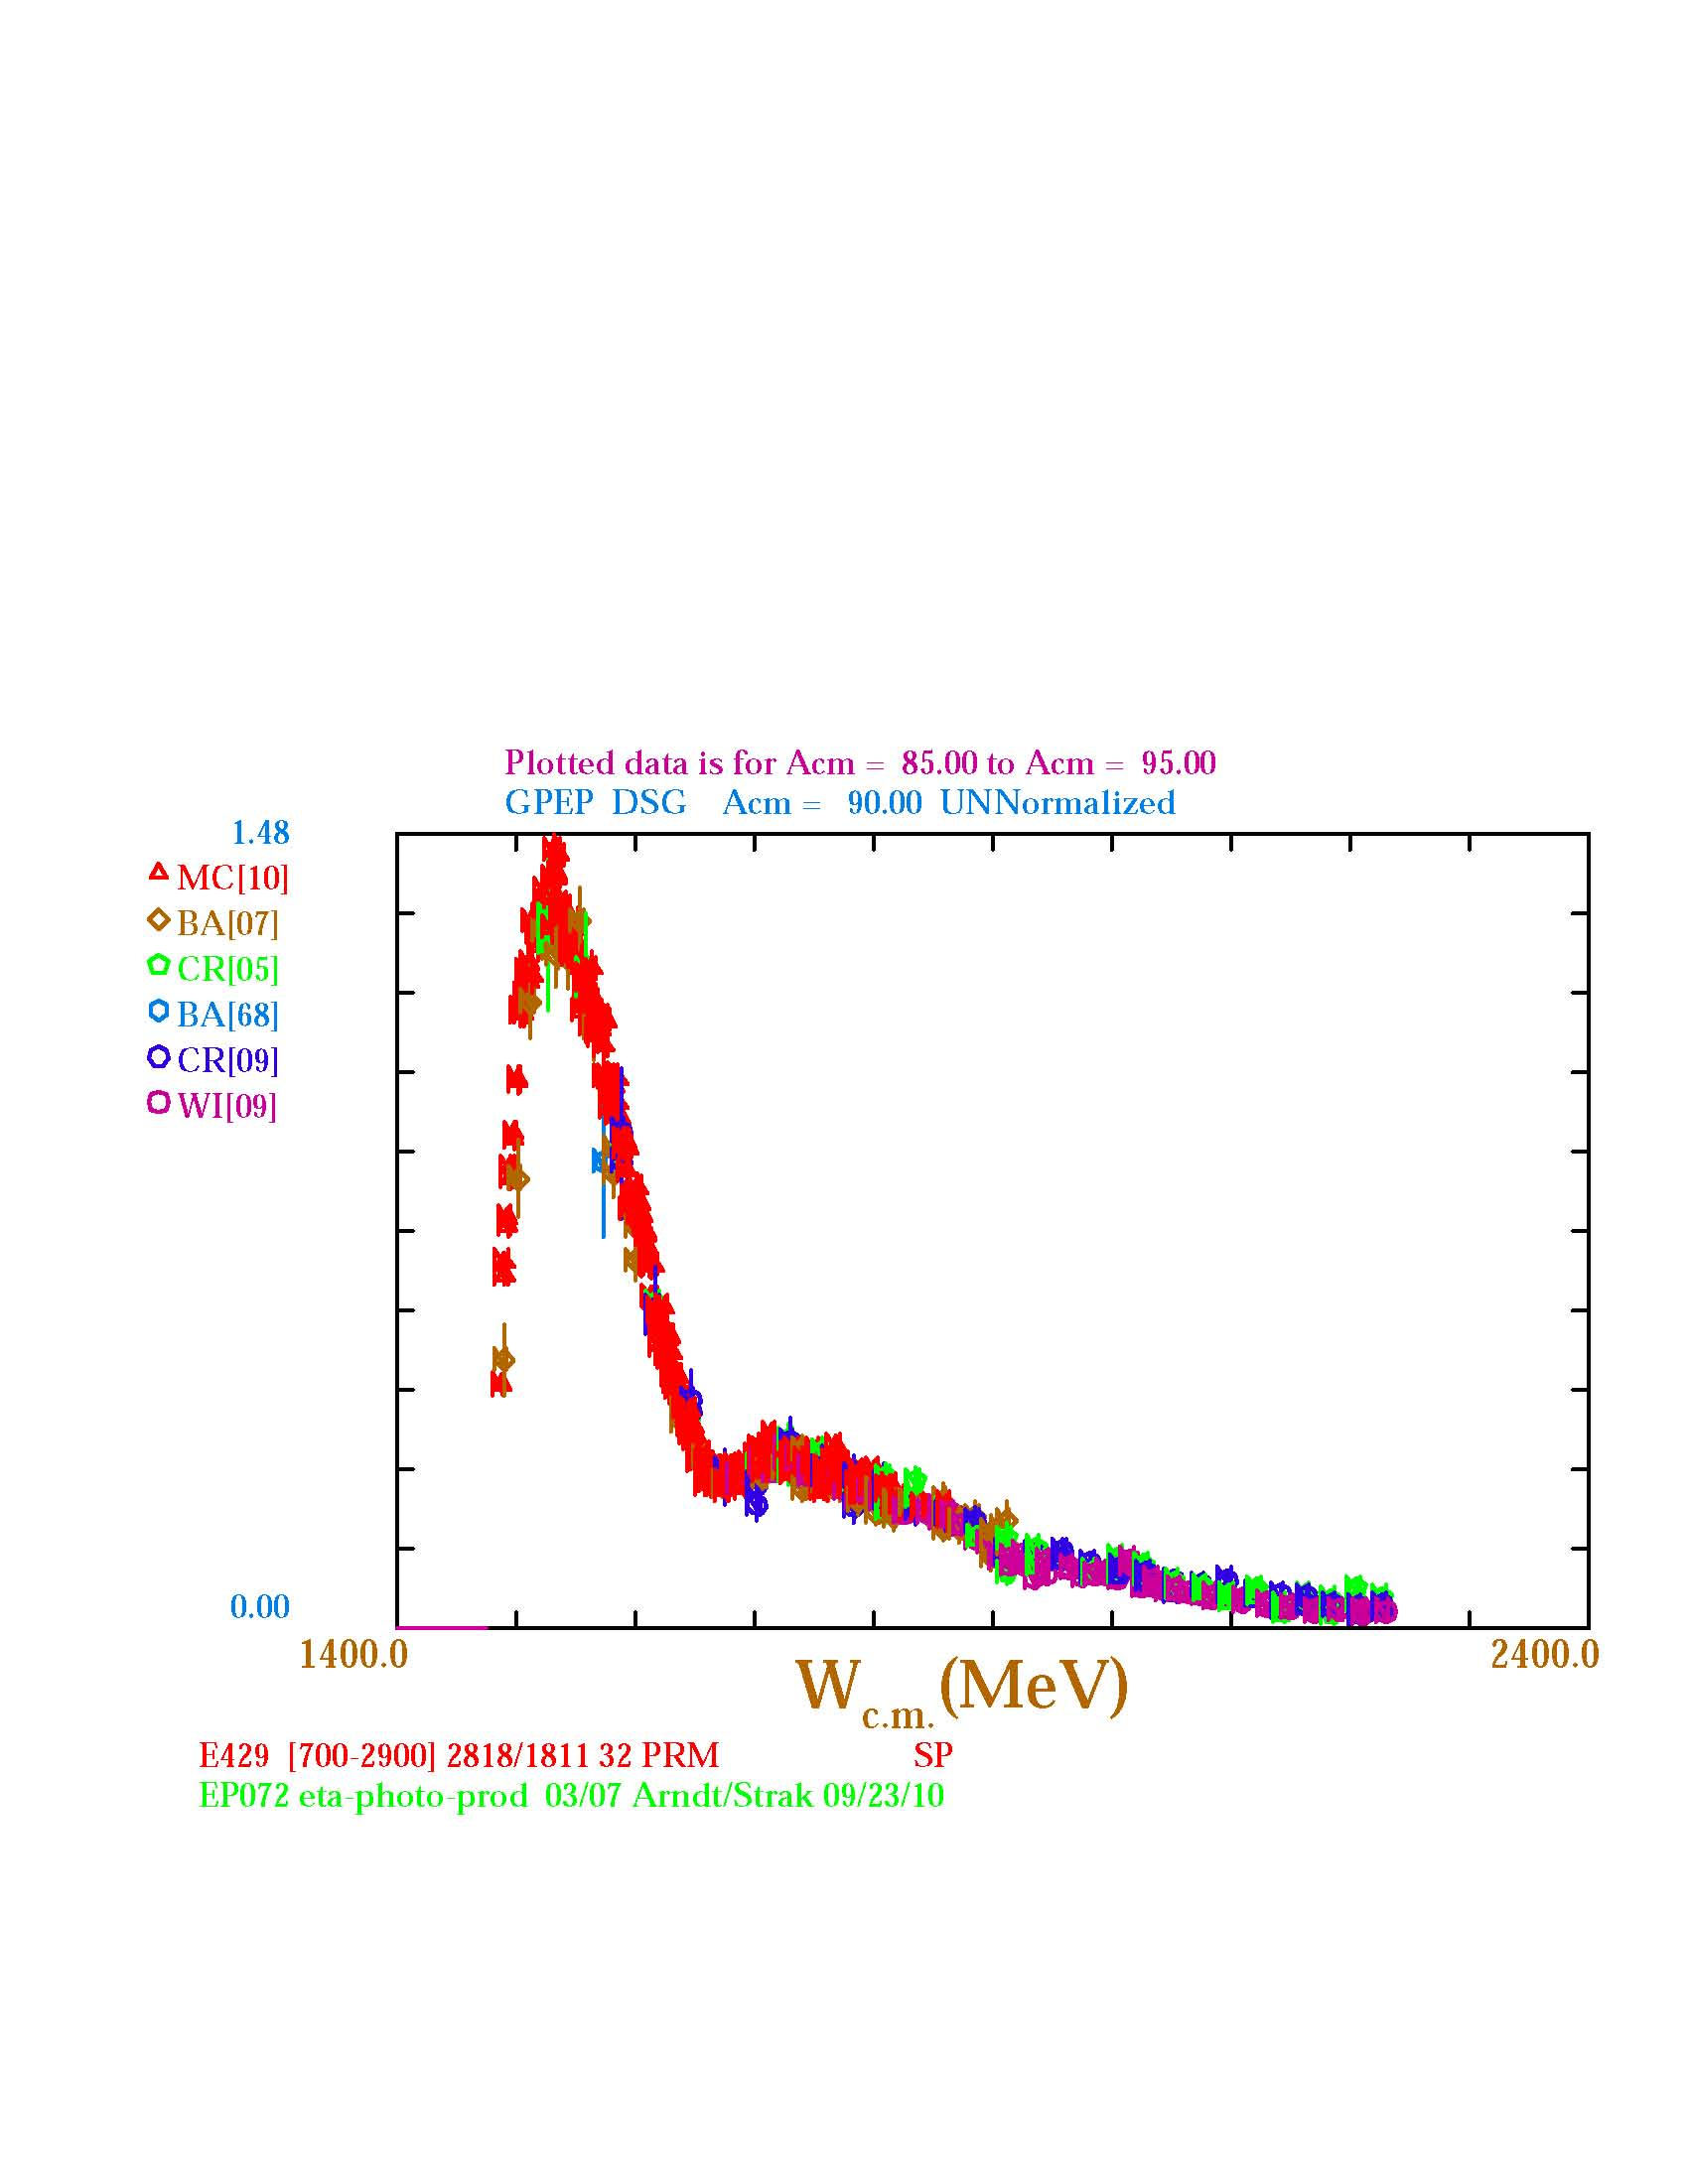 Plotted data is for Acm = 85.00 to Acm = 95.00
GPEP DSG Acm = 90.00 UNNormalized
1.48
MC[10]
BA[07]
CR[05]
BA[68]
CR[09]
WI[09]
0.00
1400.0
2400.0
Wc.m.(MeV)
E429 [700-2900] 2818/1811 32 PRM SP
EP072 eta-photo-prod 03/07 Arndt/Strak 09/23/10